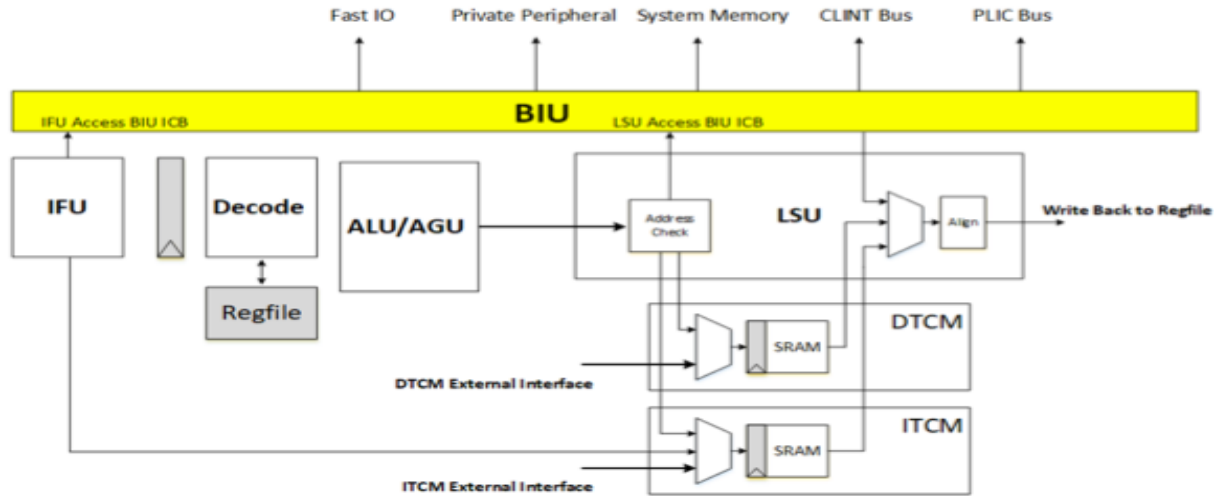 Fast IO
Private Peripheral
System Memory
CLINT Bus
PLIC Bus
BIU
IFU Access BIU ICB
LSU Access BIU ICB
IFU
Decode
ALU/AGU
Address
Check
LSU
Align
Write Back to Regfile
Regfile
DTCM
SRAM
DTCM External Interface
ITCM
SRAM
ITCM External Interface